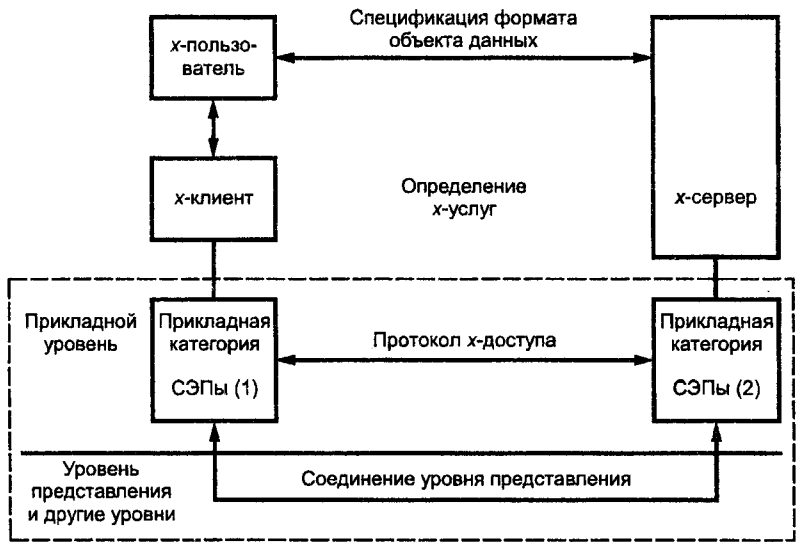 Спецификация формата
объекта данных
x-пользо-
ватель
x-клиент
Определение
x-услуг
x-сервер
Прикладной
уровень
Прикладная
категория
СЭПы (1)
Протокол x-доступа
Прикладная
категория
СЭПы (2)
Уровень
представления
и другие уровни
Соединение уровня представления